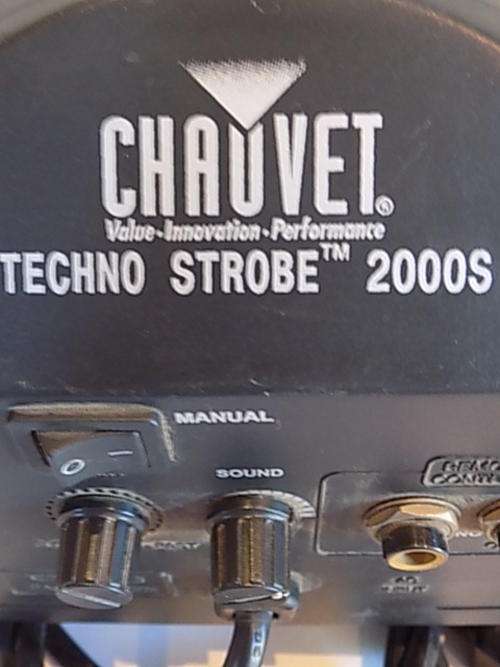 CHAUVET®
Value•Innovation•Performance
TECHNO STROBE™ 2000S
MANUAL
SOUND